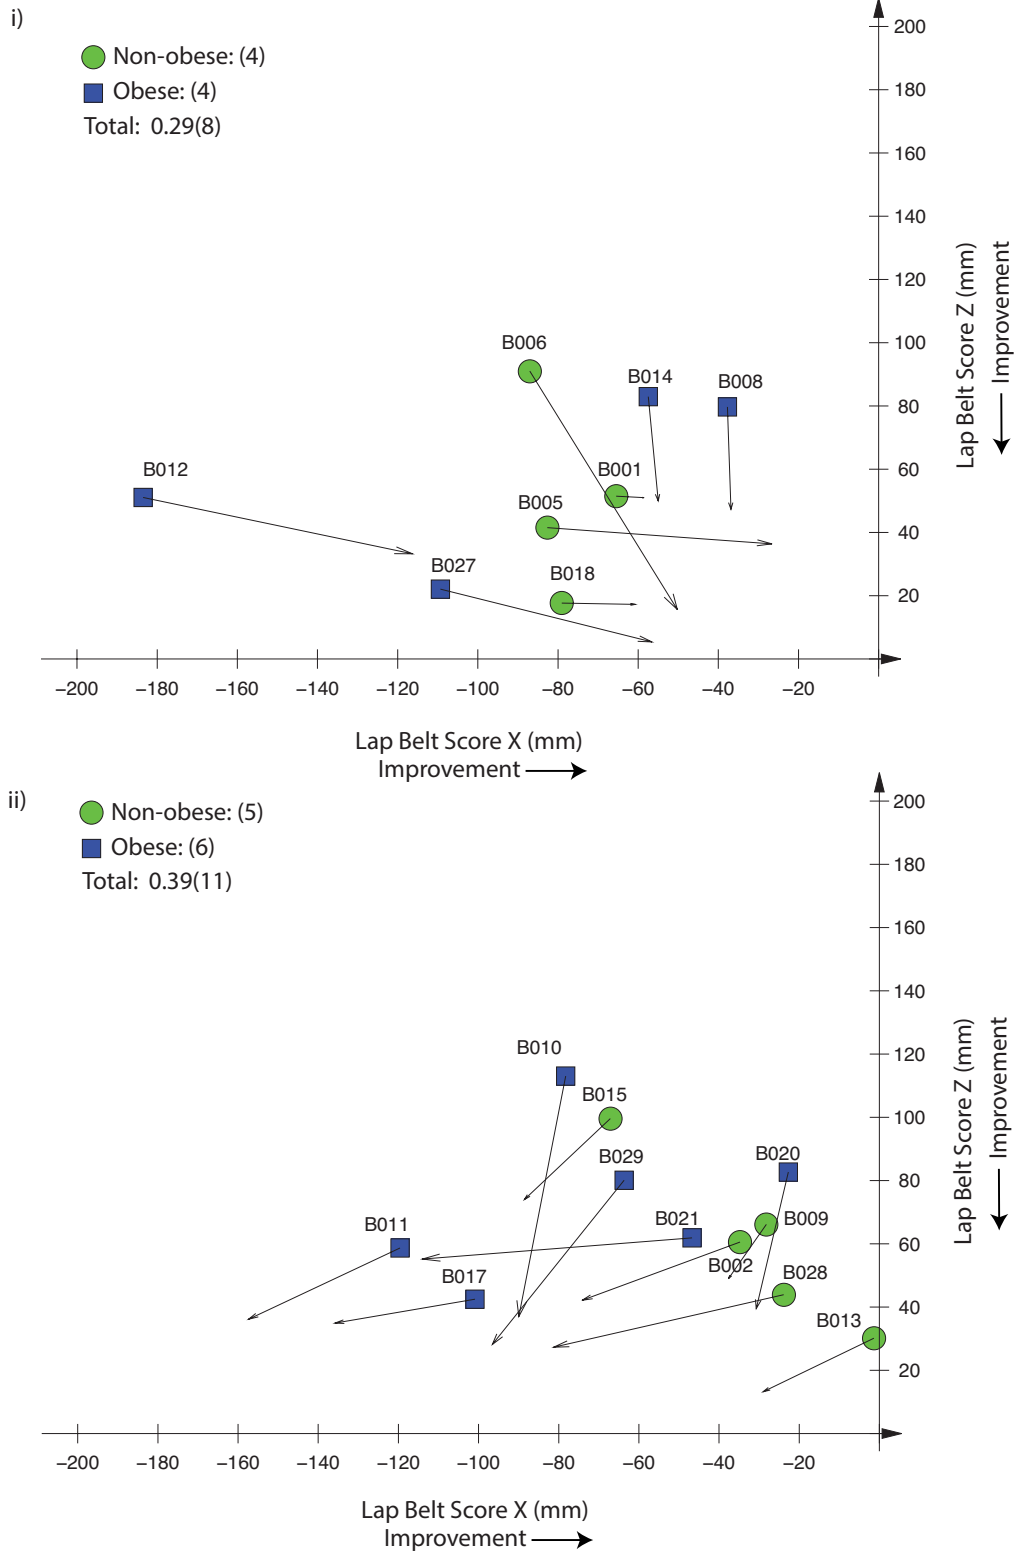 i)
Non-obese: (4)
Obese: (4)
Total: 0.29(8)
200
180
160
140
120
100
80
60
40
20
Lap Belt Score Z (mm)
Improvement
B006
B014
B008
B012
B001
B005
B027
B018
−200 −180 −160 −140 −120 −100 −80 −60 −40 −20
Lap Belt Score X (mm)
Improvement
ii)
Non-obese: (5)
Obese: (6)
Total: 0.39(11)
200
180
160
140
120
100
80
60
40
20
Lap Belt Score Z (mm)
Improvement
B010
B015
B029
B020
B011
B021
B009
B002
B017
B028
B013
−200 −180 −160 −140 −120 −100 −80 −60 −40 −20
Lap Belt Score X (mm)
Improvement